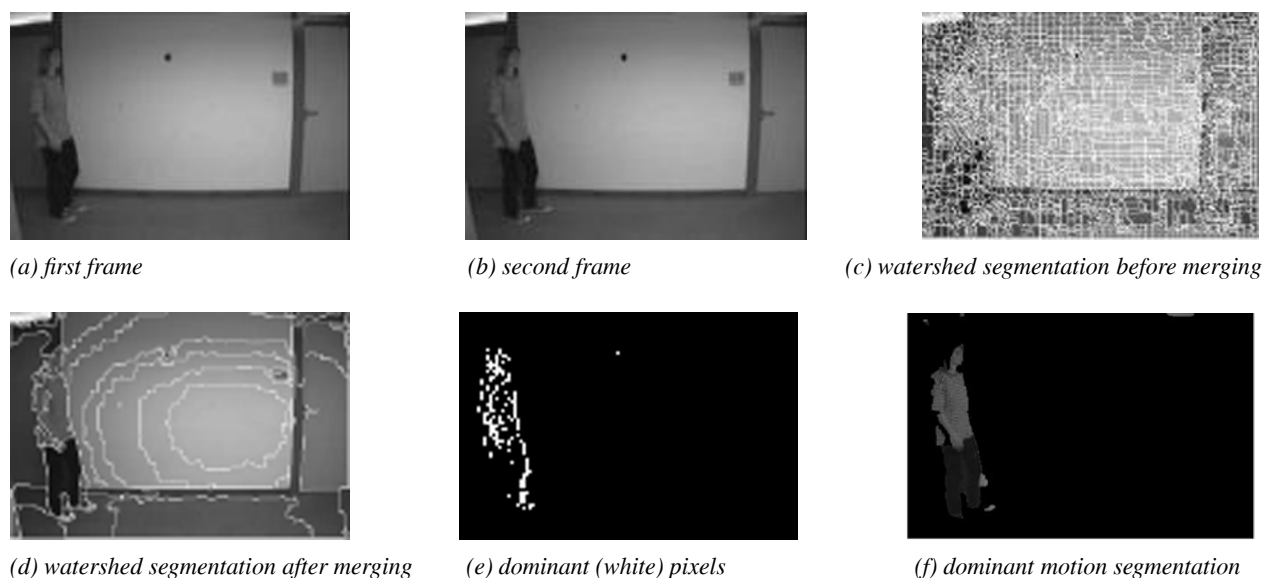 (a) first frame
(b) second frame
(c) watershed segmentation before merging
(d) watershed segmentation after merging
(e) dominant (white) pixels
(f) dominant motion segmentation